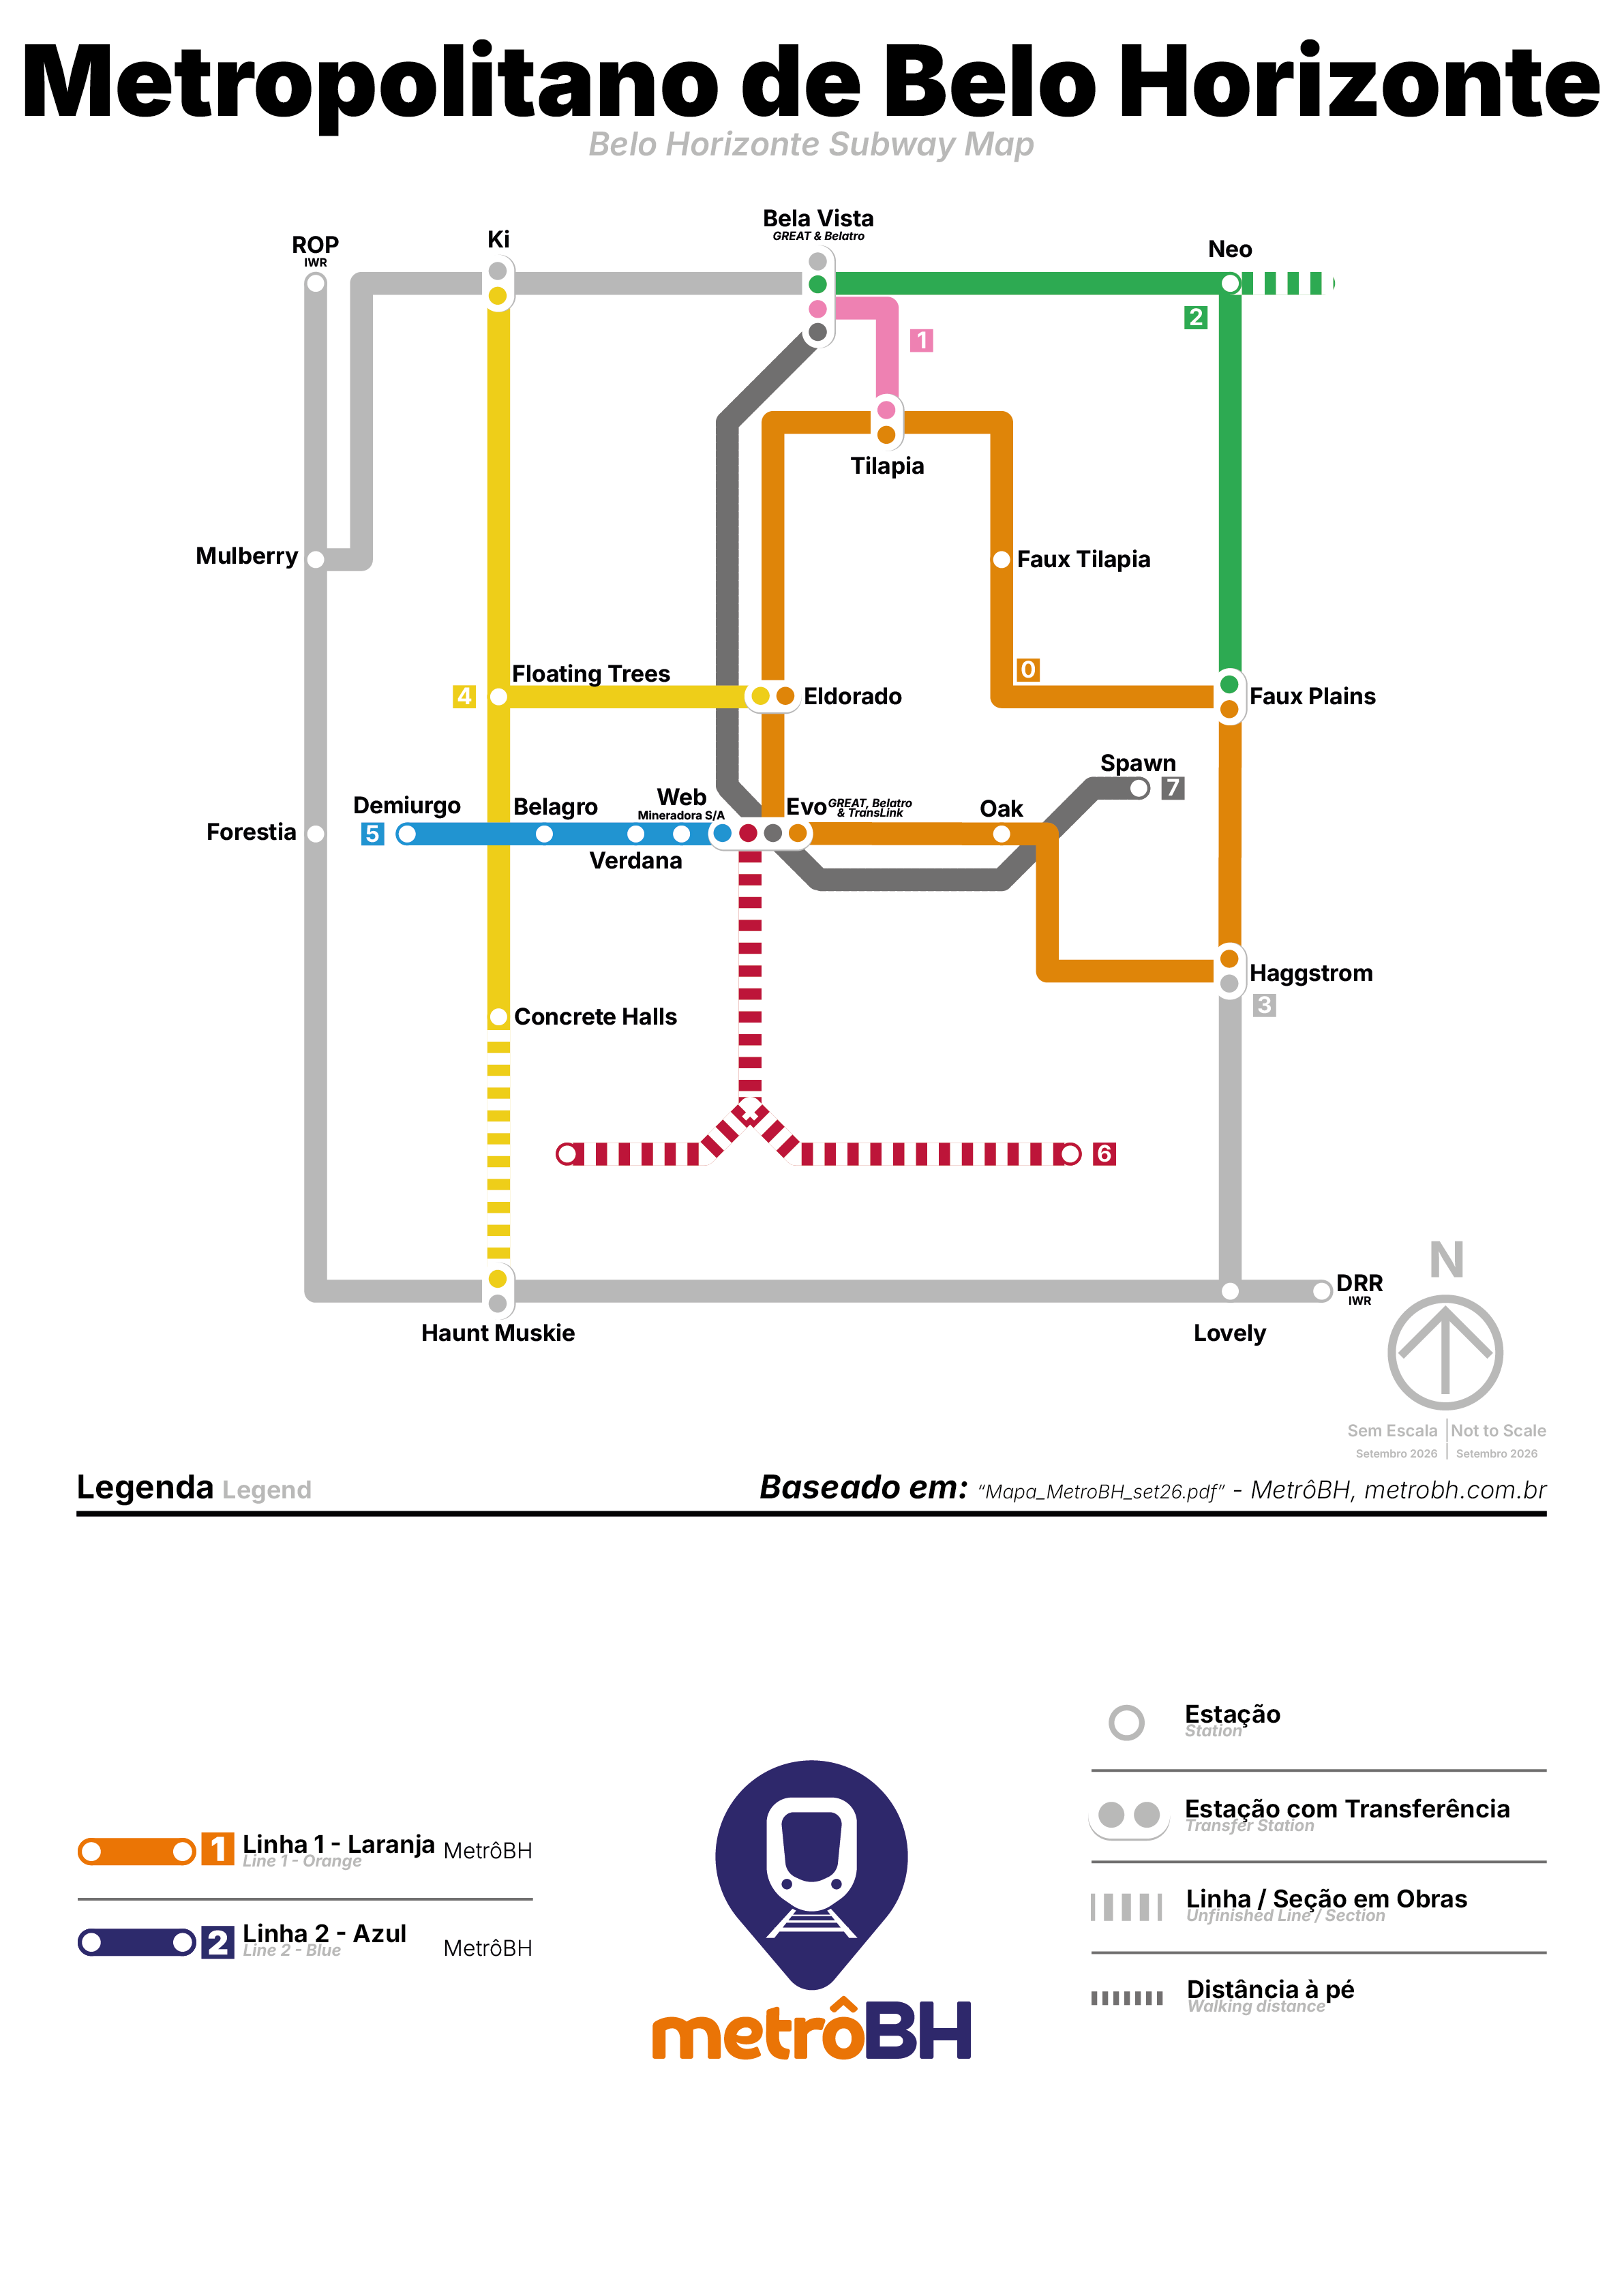 Metropolitano de Belo Horizonte
Belo Horizonte Subway Map
Bela Vista
GREAT & Belatro
Ki
ROP
IWR
Neo
2
1
Tilapia
Mulberry
Faux Tilapia
0
Floating Trees
4
Eldorado
Faux Plains
Spawn
7
Demiurgo
Belagro
Web
Mineradora S/A
Evo
GREAT, Belatro
& TransLink
Oak
Forestia
5
Verdana
Haggstrom
3
Concrete Halls
6
N
DRR
IWR
Haunt Muskie
Lovely
Sem Escala | Not to Scale
Setembro 2026 | Setembro 2026
Legenda Legend
Baseado em: “Mapa_MetroBH_set26.pdf” - MetrôBH, metrobh.com.br
Estação
Station
Estação com Transferência
Transfer Station
1 Linha 1 - Laranja MetrôBH
Line 1 - Orange
Linha / Seção em Obras
Unfinished Line / Section
2 Linha 2 - Azul MetrôBH
Line 2 - Blue
Distância à pé
Walking distance
metrôBH